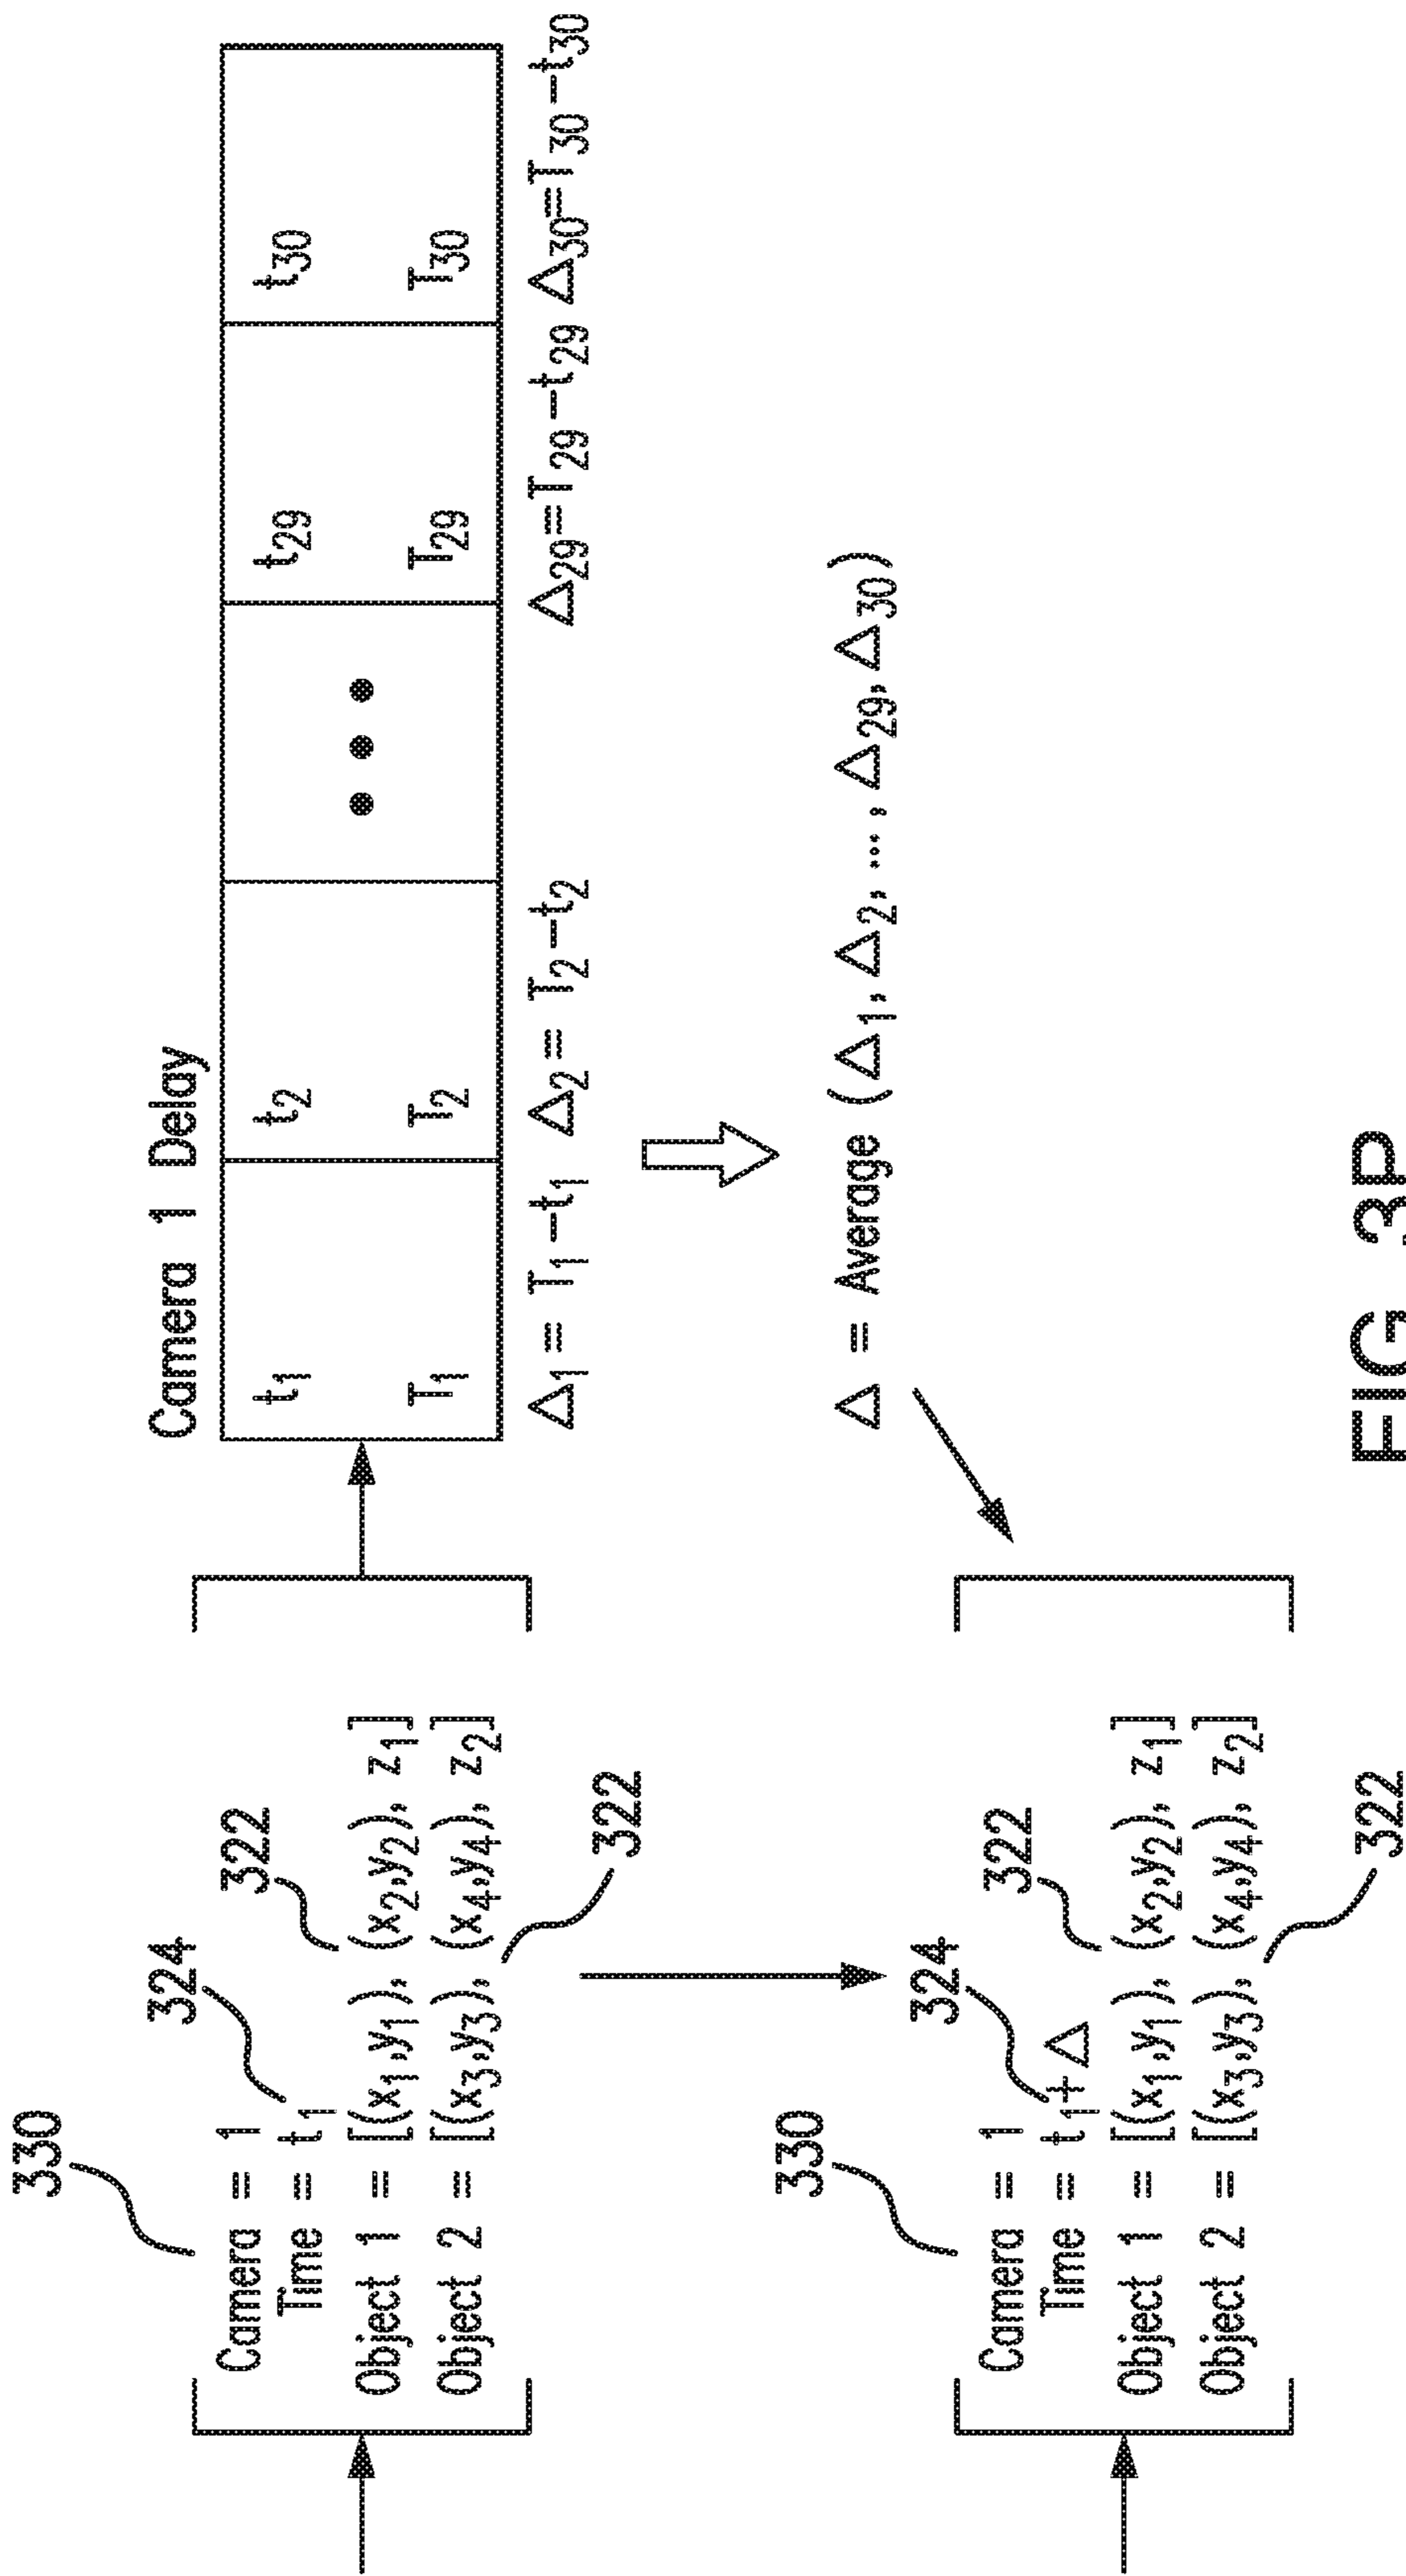 330
324
322
Camera = 1
Time = t₁
Object 1 = [(x₁,y₁), (x₂,y₂), z₁]
Object 2 = [(x₃,y₃), (x₄,y₄), z₂]
322
Camera 1 Delay
t₁ t₂ t₂₉ t₃₀
T₁ T₂ • • • T₂₉ T₃₀
Δ₁ = T₁ –t₁ Δ₂ = T₂ –t₂ Δ₂₉=T₂₉ –t₂₉ Δ₃₀=T₃₀ –t₃₀
Δ = Average (Δ₁, Δ₂, ... , Δ₂₉, Δ₃₀)
330
324
322
Camera = 1
Time = t₁+ Δ
Object 1 = [(x₁,y₁), (x₂,y₂), z₁]
Object 2 = [(x₃,y₃), (x₄,y₄), z₂]
322
FIG. 3P